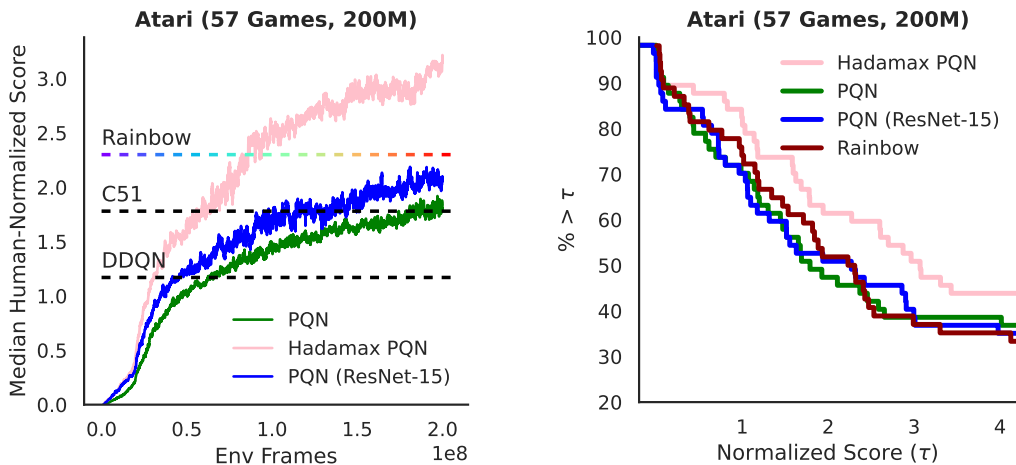 Atari (57 Games, 200M)
Median Human-Normalized Score
3.0
2.5
2.0
1.5
1.0
0.5
0.0
Rainbow
C51
DDQN
PQN
Hadamax PQN
PQN (ResNet-15)
0.0 0.5 1.0 1.5 2.0
1e8
Env Frames
Atari (57 Games, 200M)
% > τ
100
90
80
70
60
50
40
30
20
Hadamax PQN
PQN
PQN (ResNet-15)
Rainbow
1 2 3 4
Normalized Score (τ)